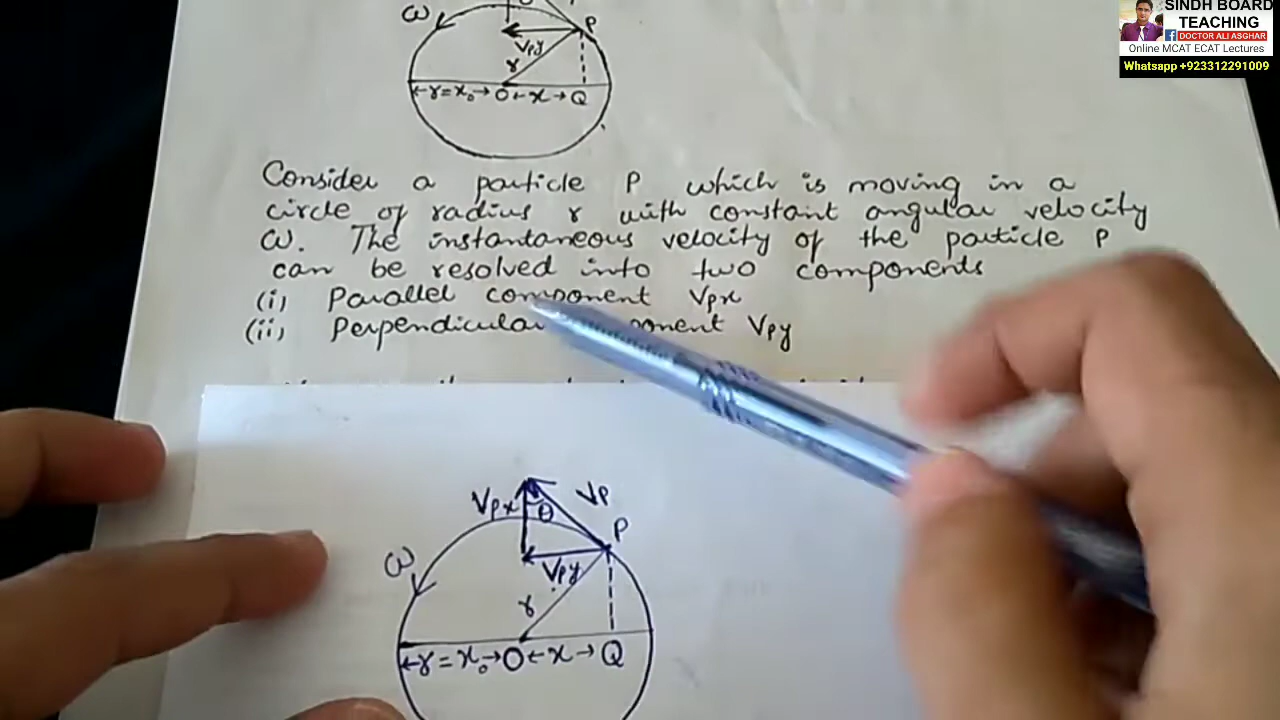 SINDH BOARD
TEACHING
f DOCTOR ALI ASGHAR
Online MCAT ECAT Lectures
Whatsapp +923312291009
ω
P
Vpy
r
←r=x₀→O←x→Q
Consider a particle P which is moving in a
circle of radius r with constant angular velocity
ω. The instantaneous velocity of the particle P
can be resolved into two components
(i) Parallel component Vpx
(ii) Perpendicular Vpy
Vpx
θ
Vp
P
ω
Vpy
r
←r=x₀→O←x→Q